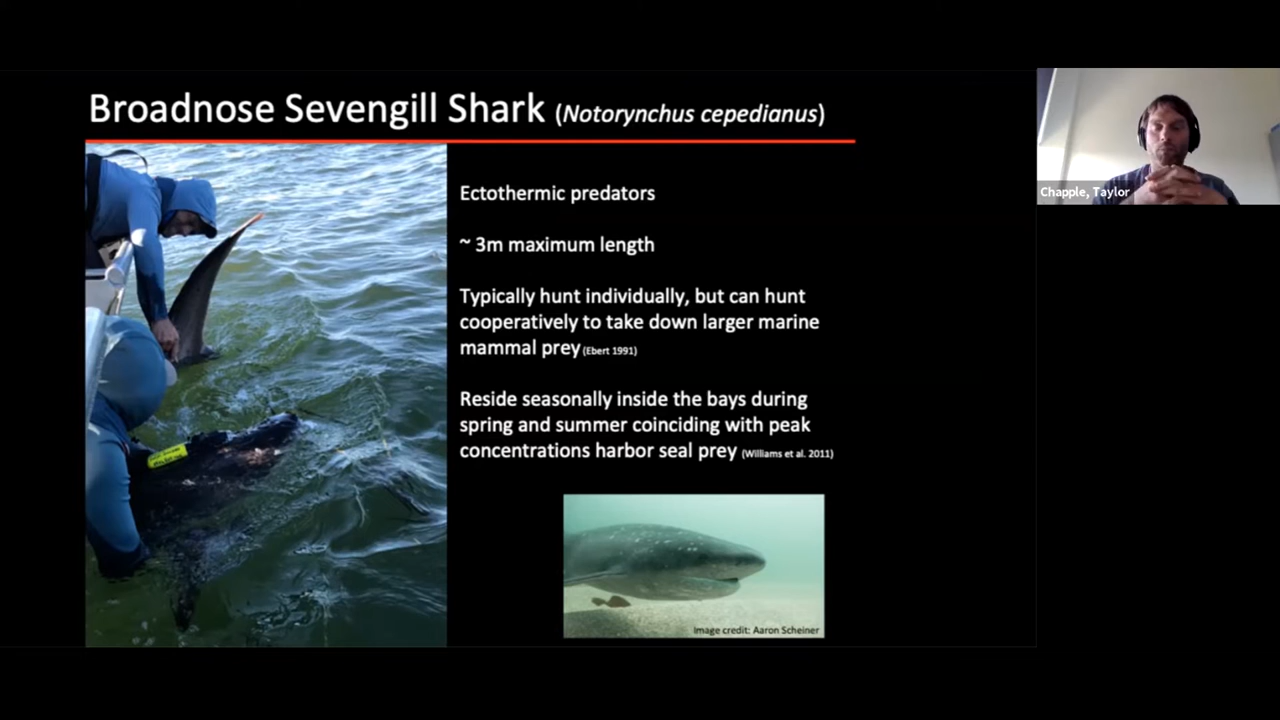 Broadnose Sevengill Shark (Notorynchus cepedianus)
Chapple, Taylor
Ectothermic predators
~ 3m maximum length
Typically hunt individually, but can hunt
cooperatively to take down larger marine
mammal prey (Ebert 1991)
Reside seasonally inside the bays during
spring and summer coinciding with peak
concentrations harbor seal prey (Williams et al. 2011)
Image credit: Aaron Scheiner